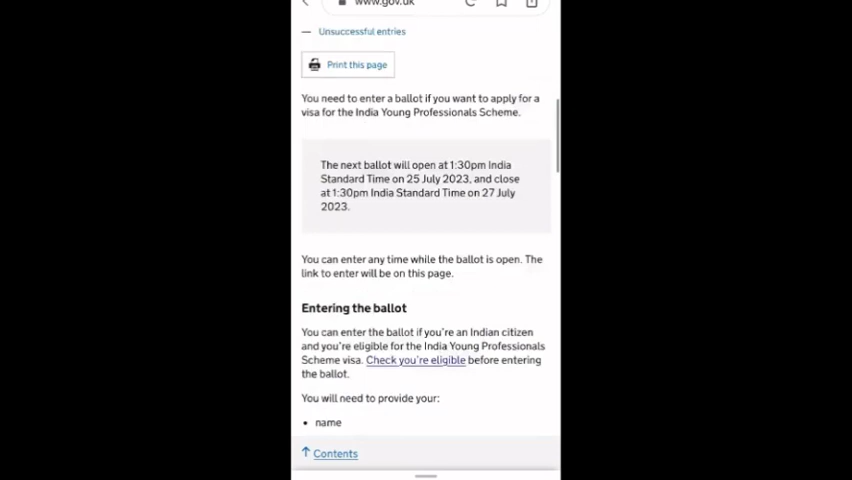 www.gov.uk
— Unsuccessful entries
Print this page
You need to enter a ballot if you want to apply for a
visa for the India Young Professionals Scheme.
The next ballot will open at 1:30pm India
Standard Time on 25 July 2023, and close
at 1:30pm India Standard Time on 27 July
2023.
You can enter any time while the ballot is open. The
link to enter will be on this page.
Entering the ballot
You can enter the ballot if you're an Indian citizen
and you're eligible for the India Young Professionals
Scheme visa. Check you're eligible before entering
the ballot.
You will need to provide your:
• name
↑ Contents